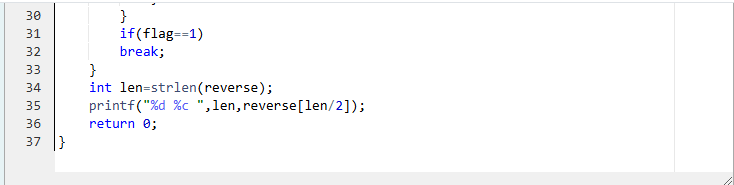 30 }
31 if(flag==1)
32 break;
33 }
34 int len=strlen(reverse);
35 printf("%d %c ",len,reverse[len/2]);
36 return 0;
37 }